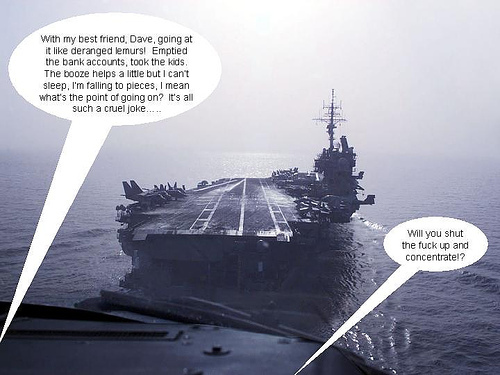 With my best friend, Dave, going at
it like deranged lemurs! Emptied
the bank accounts, took the kids.
The booze helps a little but I can't
sleep, I'm falling to pieces, I mean
what's the point of going on? It's all
such a cruel joke.....
Will you shut
the fuck up and
concentrate!?